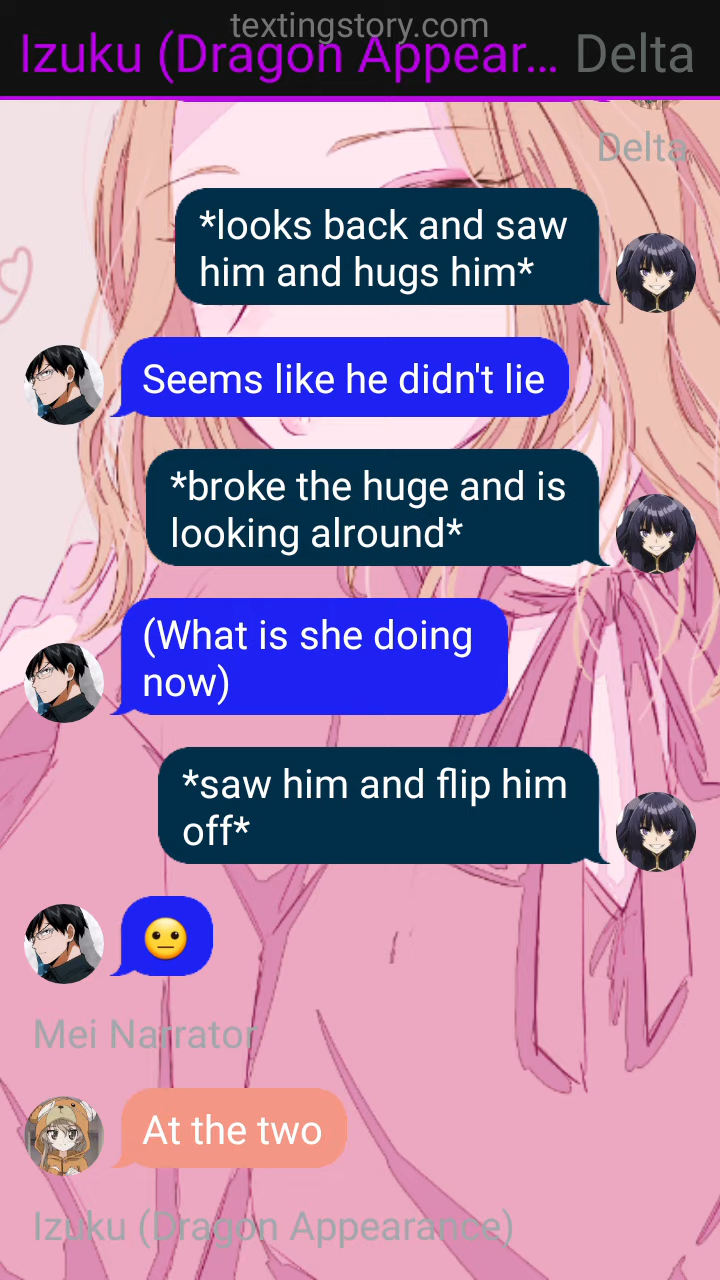 textingstory.com
Izuku (Dragon Appear... Delta
Delta
*looks back and saw
him and hugs him*
Seems like he didn't lie
*broke the huge and is
looking alround*
(What is she doing
now)
*saw him and flip him
off*
😐
Mei Narrator
At the two
Izuku (Dragon Appearance)